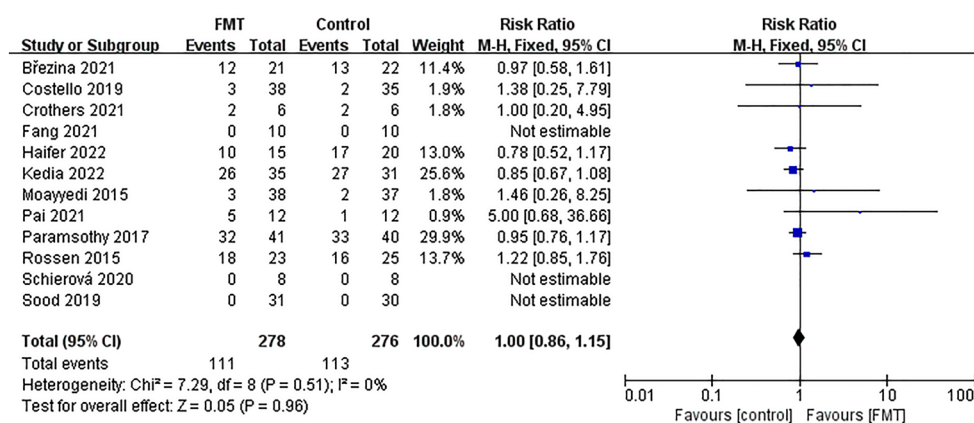 FMT Control Risk Ratio Risk Ratio
Study or Subgroup Events Total Events Total Weight M-H, Fixed, 95% CI M-H, Fixed, 95% CI
Březina 2021 12 21 13 22 11.4% 0.97 [0.58, 1.61]
Costello 2019 3 38 2 35 1.9% 1.38 [0.25, 7.79]
Crothers 2021 2 6 2 6 1.8% 1.00 [0.20, 4.95]
Fang 2021 0 10 0 10 Not estimable
Haifer 2022 10 15 17 20 13.0% 0.78 [0.52, 1.17]
Kedia 2022 26 35 27 31 25.6% 0.85 [0.67, 1.08]
Moayyedi 2015 3 38 2 37 1.8% 1.46 [0.26, 8.25]
Pai 2021 5 12 1 12 0.9% 5.00 [0.68, 36.66]
Paramsothy 2017 32 41 33 40 29.9% 0.95 [0.76, 1.17]
Rossen 2015 18 23 16 25 13.7% 1.22 [0.85, 1.76]
Schierová 2020 0 8 0 8 Not estimable
Sood 2019 0 31 0 30 Not estimable
Total (95% CI) 278 276 100.0% 1.00 [0.86, 1.15]
Total events 111 113
Heterogeneity: Chi² = 7.29, df = 8 (P = 0.51); I² = 0%
Test for overall effect: Z = 0.05 (P = 0.96)
0.01 0.1 1 10 100
Favours [control] Favours [FMT]